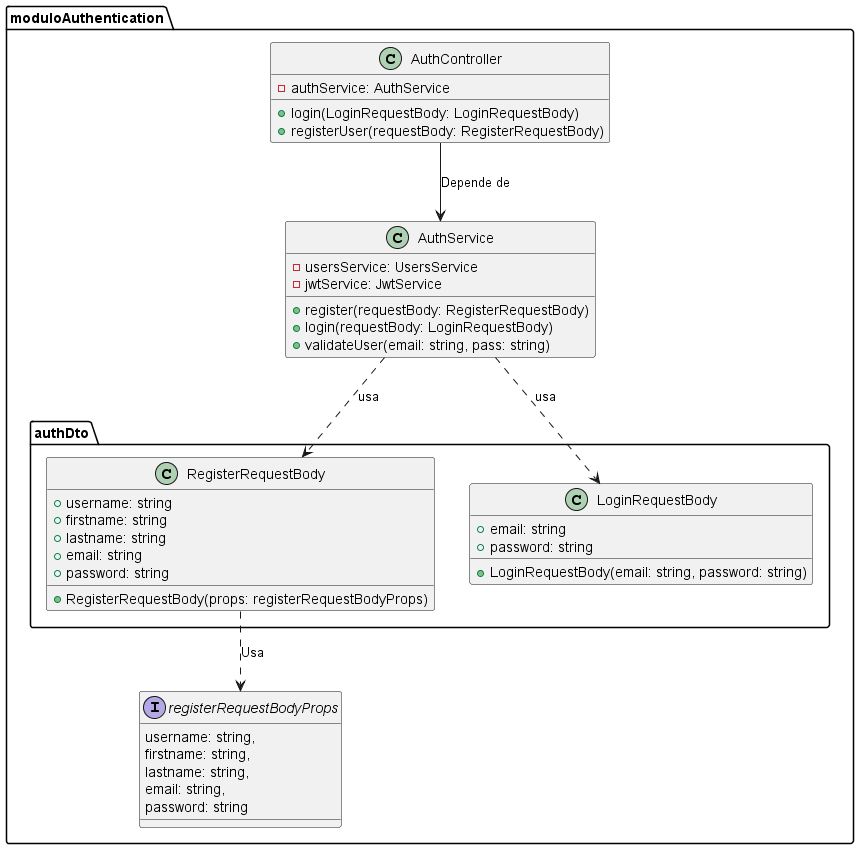 moduloAuthentication
C AuthController
authService: AuthService
login(LoginRequestBody: LoginRequestBody)
registerUser(requestBody: RegisterRequestBody)
Depende de
C AuthService
usersService: UsersService
jwtService: JwtService
register(requestBody: RegisterRequestBody)
login(requestBody: LoginRequestBody)
validateUser(email: string, pass: string)
usa
usa
authDto
C RegisterRequestBody
username: string
firstname: string
lastname: string
email: string
password: string
RegisterRequestBody(props: registerRequestBodyProps)
C LoginRequestBody
email: string
password: string
LoginRequestBody(email: string, password: string)
Usa
I registerRequestBodyProps
username: string,
firstname: string,
lastname: string,
email: string,
password: string